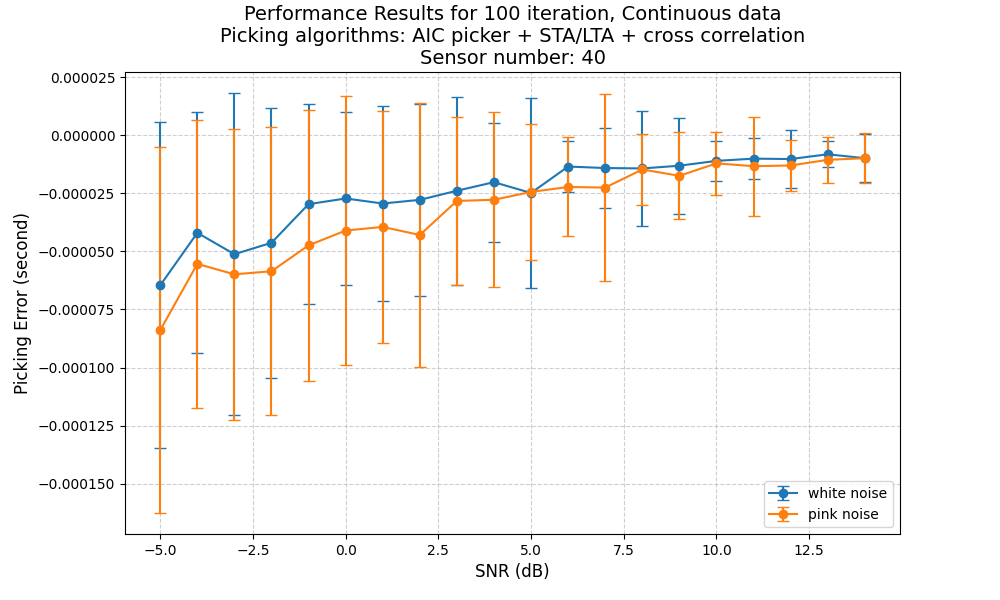 Performance Results for 100 iteration, Continuous data
Picking algorithms: AIC picker + STA/LTA + cross correlation
Sensor number: 40
0.000025
0.000000
−0.000025
−0.000050
−0.000075
−0.000100
−0.000125
−0.000150
Picking Error (second)
white noise
pink noise
−5.0 −2.5 0.0 2.5 5.0 7.5 10.0 12.5
SNR (dB)